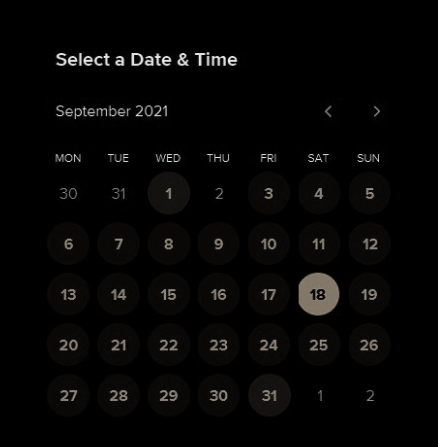 Select a Date & Time
September 2021
MON TUE WED THU FRI SAT SUN
30 31 1 2 3 4 5
6 7 8 9 10 11 12
13 14 15 16 17 18 19
20 21 22 23 24 25 26
27 28 29 30 31 1 2